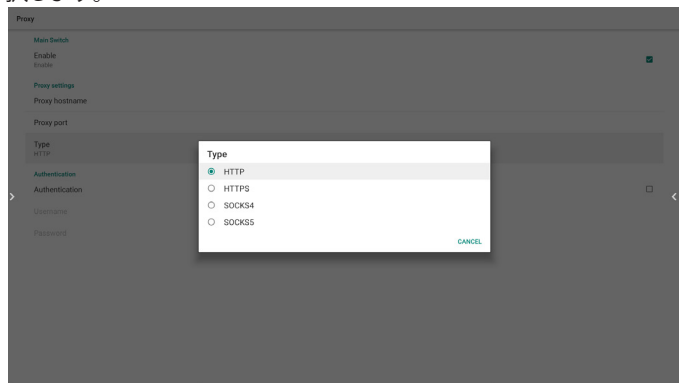 Proxy
Main Switch
Enable
Enable
Proxy settings
Proxy hostname
Proxy port
Type
HTTP
Type
HTTP
HTTPS
SOCKS4
SOCKS5
CANCEL
Authentication
Authentication
Username
Password